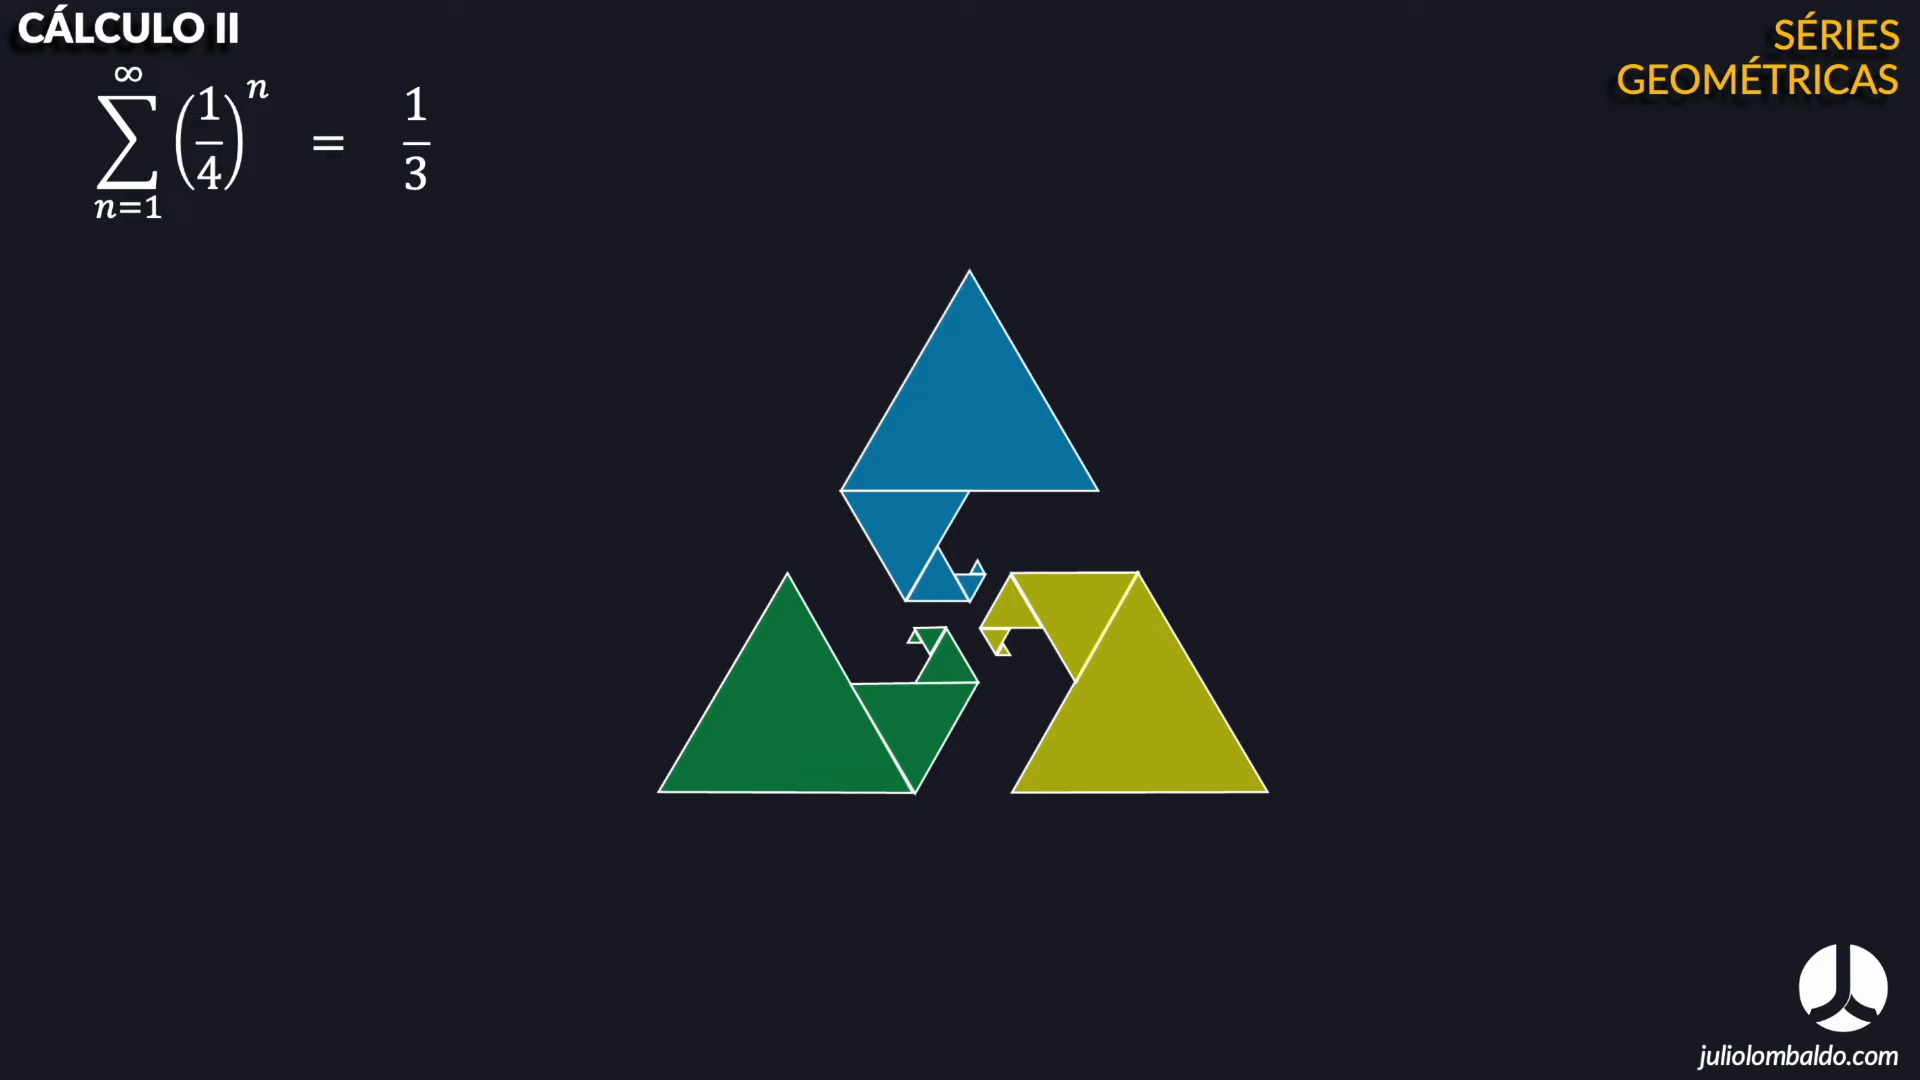 CÁLCULO II
SÉRIES
GEOMÉTRICAS
∞
∑ (1/4)^n = 1/3
n=1
juliolombaldo.com